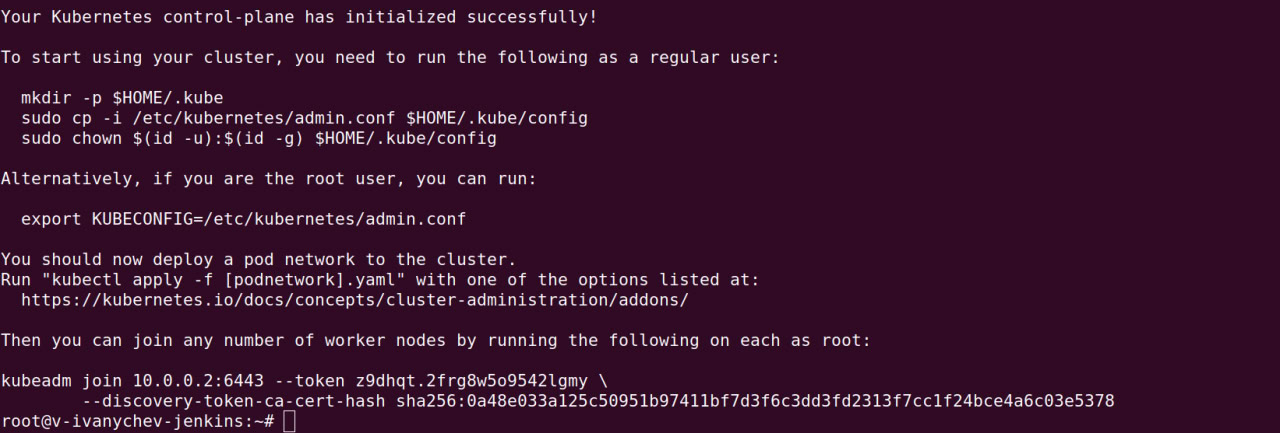 Your Kubernetes control-plane has initialized successfully!
To start using your cluster, you need to run the following as a regular user:
mkdir -p $HOME/.kube
sudo cp -i /etc/kubernetes/admin.conf $HOME/.kube/config
sudo chown $(id -u):$(id -g) $HOME/.kube/config
Alternatively, if you are the root user, you can run:
export KUBECONFIG=/etc/kubernetes/admin.conf
You should now deploy a pod network to the cluster.
Run "kubectl apply -f [podnetwork].yaml" with one of the options listed at:
https://kubernetes.io/docs/concepts/cluster-administration/addons/
Then you can join any number of worker nodes by running the following on each as root:
kubeadm join 10.0.0.2:6443 --token z9dhqt.2frg8w5o9542lgmy \
--discovery-token-ca-cert-hash sha256:0a48e033a125c50951b97411bf7d3f6c3dd3fd2313f7cc1f24bce4a6c03e5378
root@v-ivanychev-jenkins:~#